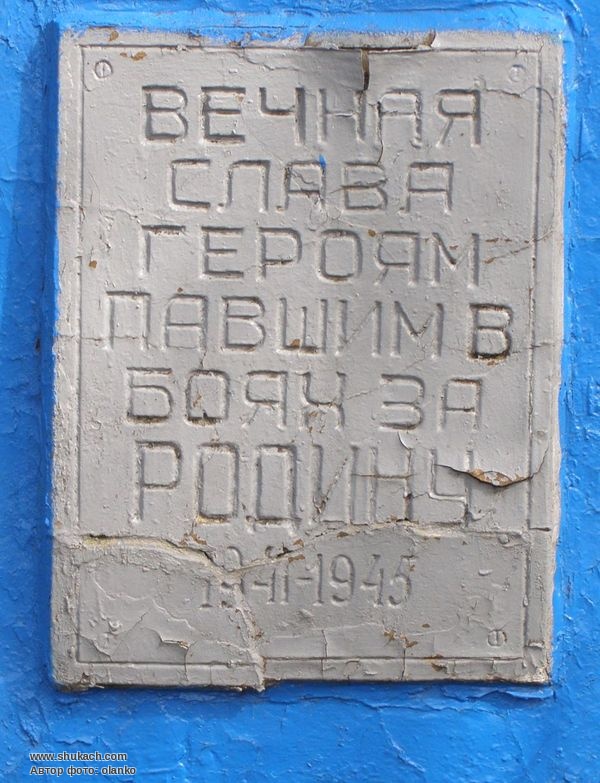 ВЕЧНАЯ
СЛАВА
ГЕРОЯМ
ПАВШИМ В
БОЯХ ЗА
РОДИНУ
1941-1945
www.shukach.com
Автор фото- olanko